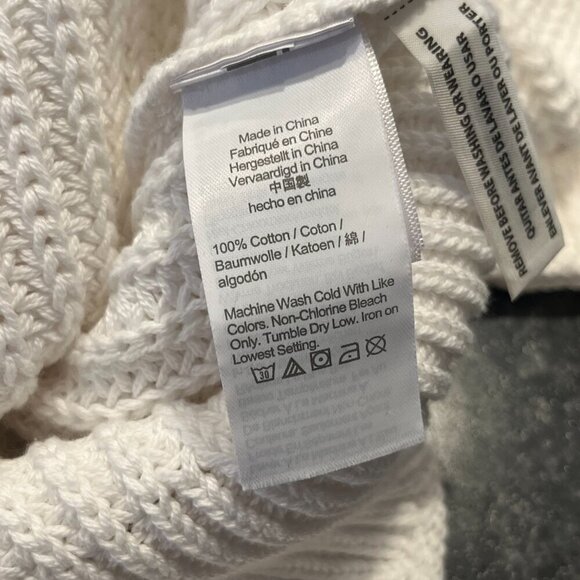 Made in China
Fabriqué en Chine
Hergestellt in China
Vervaardigd in China
中国製
hecho en china
100% Cotton / Coton /
Baumwolle / Katoen / 綿 /
algodón
Machine Wash Cold With Like
Colors. Non-Chlorine Bleach
Only. Tumble Dry Low. Iron on
Lowest Setting.
30
REMOVE BEFORE WASHING OR WEARING
QUITAR ANTES DE LAVAR O USAR
ENLEVER AVANT DE LAVER OU PORTER